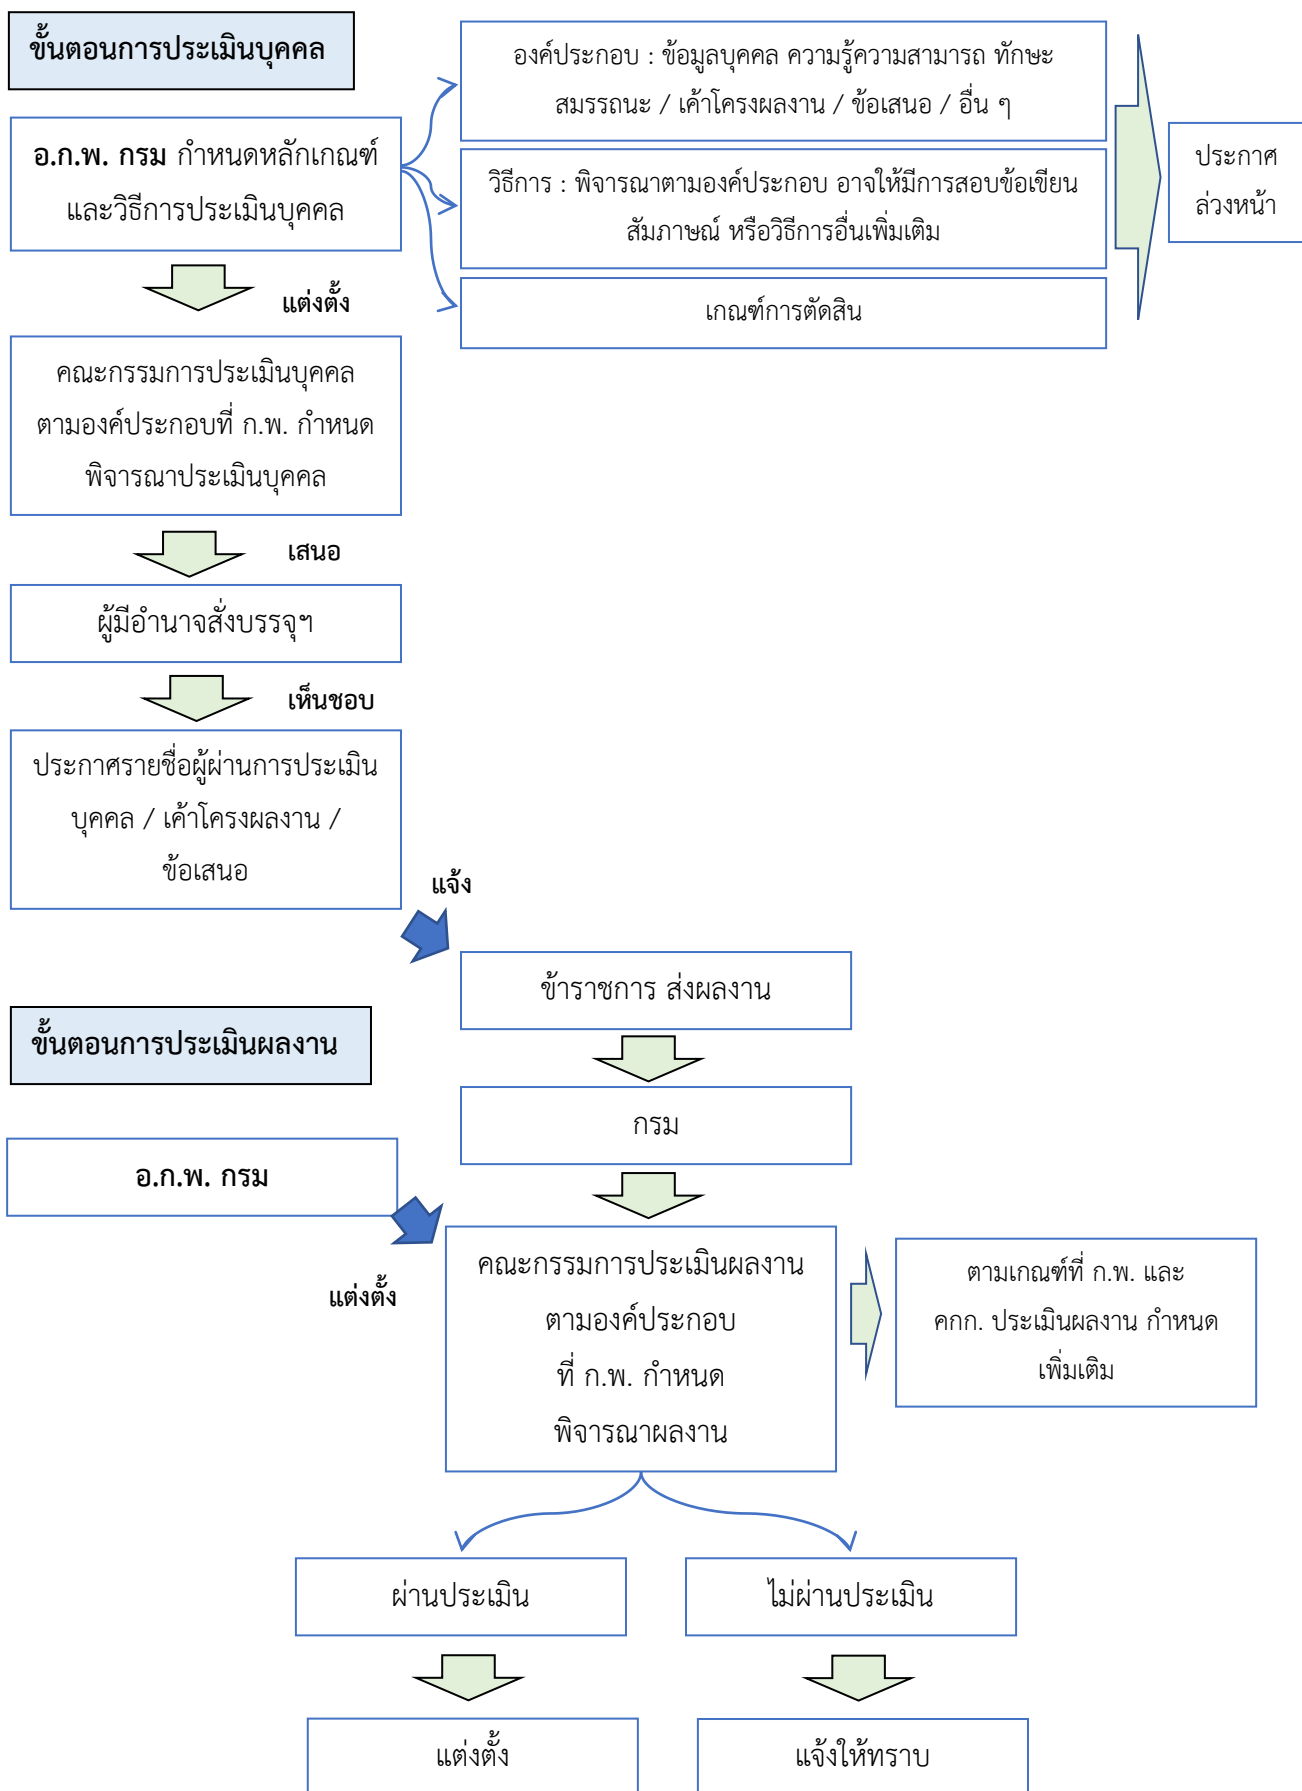 ขั้นตอนการประเมินบุคคล
อ.ก.พ. กรม กำหนดหลักเกณฑ์
และวิธีการประเมินบุคคล
องค์ประกอบ : ข้อมูลบุคคล ความรู้ความสามารถ ทักษะ
สมรรถนะ / เค้าโครงผลงาน / ข้อเสนอ / อื่น ๆ
วิธีการ : พิจารณาตามองค์ประกอบ อาจให้มีการสอบข้อเขียน
สัมภาษณ์ หรือวิธีการอื่นเพิ่มเติม
เกณฑ์การตัดสิน
ประกาศ
ล่วงหน้า
แต่งตั้ง
คณะกรรมการประเมินบุคคล
ตามองค์ประกอบที่ ก.พ. กำหนด
พิจารณาประเมินบุคคล
เสนอ
ผู้มีอำนาจสั่งบรรจุฯ
เห็นชอบ
ประกาศรายชื่อผู้ผ่านการประเมิน
บุคคล / เค้าโครงผลงาน /
ข้อเสนอ
แจ้ง
ข้าราชการ ส่งผลงาน
ขั้นตอนการประเมินผลงาน
กรม
อ.ก.พ. กรม
แต่งตั้ง
คณะกรรมการประเมินผลงาน
ตามองค์ประกอบ
ที่ ก.พ. กำหนด
พิจารณาผลงาน
ตามเกณฑ์ที่ ก.พ. และ
คกก. ประเมินผลงาน กำหนด
เพิ่มเติม
ผ่านประเมิน
ไม่ผ่านประเมิน
แต่งตั้ง
แจ้งให้ทราบ